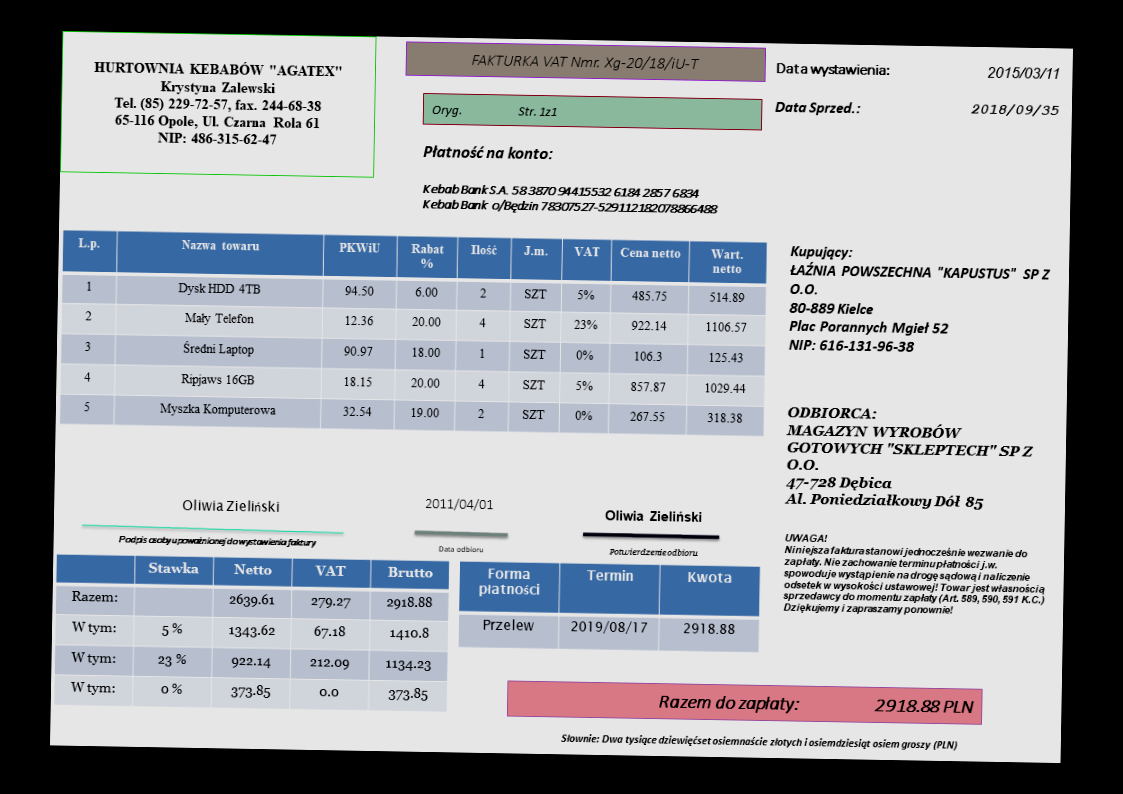 HURTOWNIA KEBABÓW "AGATEX"
Krystyna Zalewski
Tel. (85) 229-72-57, fax. 244-68-38
65-116 Opole, Ul. Czarna Rola 61
NIP: 486-315-62-47
FAKTURKA VAT Nmr. Xg-20/18/iU-T
Oryg. Str. 1z1
Data wystawienia: 2015/03/11
Data Sprzed.: 2018/09/35
Płatność na konto:
Kebab Bank S.A. 58 3870 94415532 6184 2857 6834
Kebab Bank o/Będzin 78307527-529112182078866488
L.p. Nazwa towaru PKWiU Rabat % Ilość J.m. VAT Cena netto Wart. netto
1 Dysk HDD 4TB 94.50 6.00 2 SZT 5% 485.75 514.89
2 Mały Telefon 12.36 20.00 4 SZT 23% 922.14 1106.57
3 Średni Laptop 90.97 18.00 1 SZT 0% 106.3 125.43
4 Ripjaws 16GB 18.15 20.00 4 SZT 5% 857.87 1029.44
5 Myszka Komputerowa 32.54 19.00 2 SZT 0% 267.55 318.38
Kupujący:
ŁAŹNIA POWSZECHNA "KAPUSTUS" SP Z
O.O.
80-889 Kielce
Plac Porannych Mgieł 52
NIP: 616-131-96-38
ODBIORCA:
MAGAZYN WYROBÓW
GOTOWYCH "SKLEPTECH" SP Z
O.O.
47-728 Dębica
Al. Poniedziałkowy Dół 85
Oliwia Zieliński
Podpis osoby upoważnionej do wystawienia faktury
2011/04/01
Data odbioru
Oliwia Zieliński
Potwierdzenie odbioru
UWAGA!
Niniejsza faktura stanowi jednocześnie wezwanie do
zapłaty. Nie zachowanie terminu płatności j.w.
spowoduje wystąpienie na drogę sądową i naliczenie
odsetek w wysokości ustawowej! Towar jest własnością
sprzedawcy do momentu zapłaty (Art. 589, 590, 591 K.C.)
Dziękujemy i zapraszamy ponownie!
Stawka Netto VAT Brutto
Razem: 2639.61 279.27 2918.88
W tym: 5 % 1343.62 67.18 1410.8
W tym: 23 % 922.14 212.09 1134.23
W tym: 0 % 373.85 0.0 373.85
Forma płatności Termin Kwota
Przelew 2019/08/17 2918.88
Razem do zapłaty: 2918.88 PLN
Słownie: Dwa tysiące dziewięćset osiemnaście złotych i osiemdziesiąt osiem groszy (PLN)